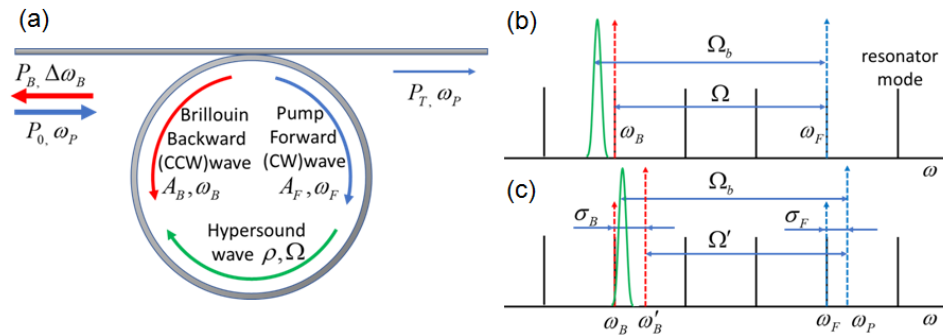 (a)
P_B, Δω_B
P_0, ω_P
P_T, ω_P
Brillouin
Backward
(CCW)wave
A_B, ω_B
Pump
Forward
(CW)wave
A_F, ω_F
Hypersound
wave ρ, Ω
(b)
Ω_b
resonator
mode
Ω
ω_B
ω_F
ω
(c)
Ω_b
σ_B
σ_F
Ω'
ω_B ω'_B
ω_F ω_P
ω